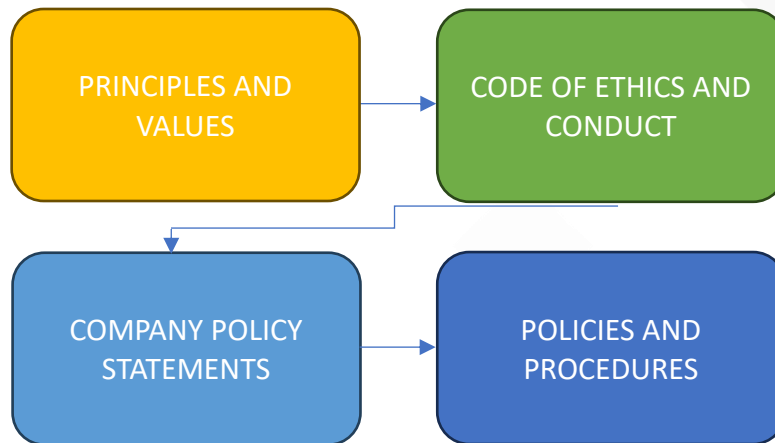 PRINCIPLES AND
VALUES
CODE OF ETHICS AND
CONDUCT
COMPANY POLICY
STATEMENTS
POLICIES AND
PROCEDURES